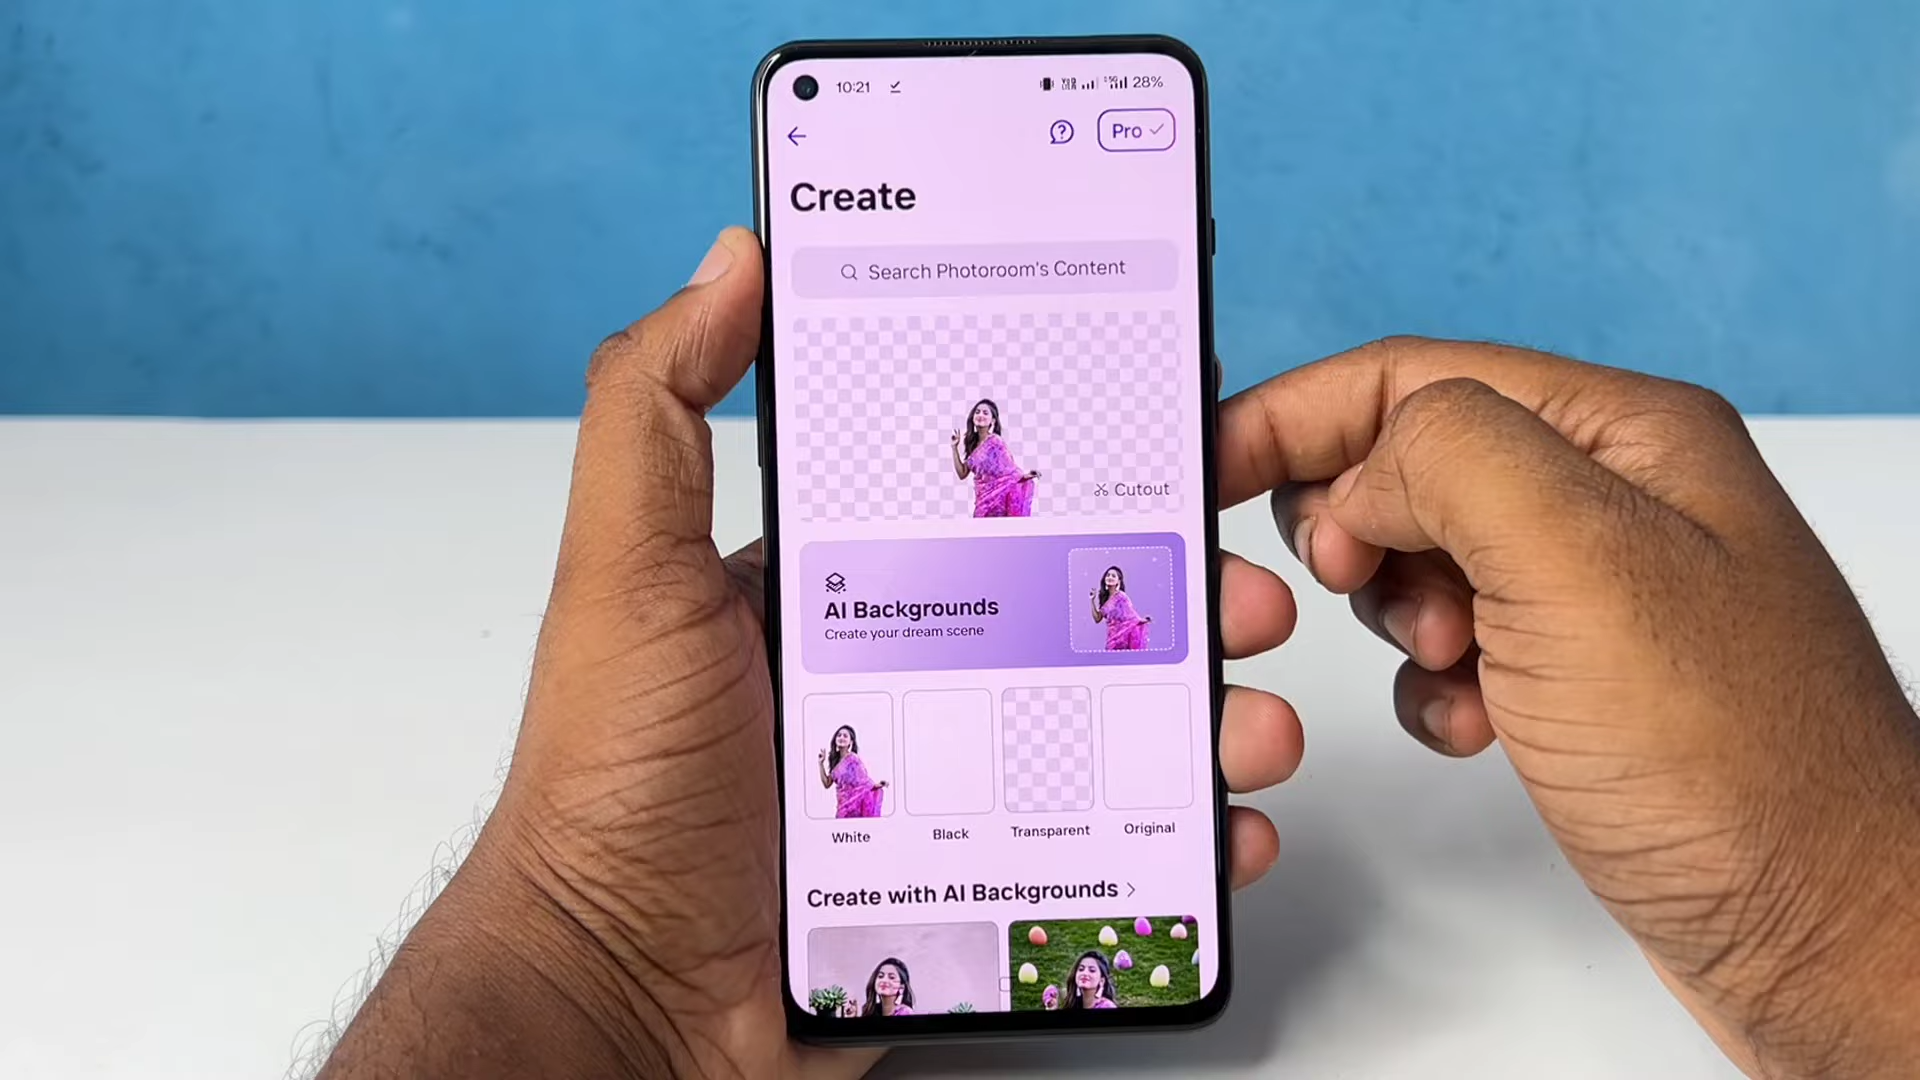 10:21
5G 28%
Pro
Create
Search Photoroom's Content
Cutout
AI Backgrounds
Create your dream scene
White
Black
Transparent
Original
Create with AI Backgrounds